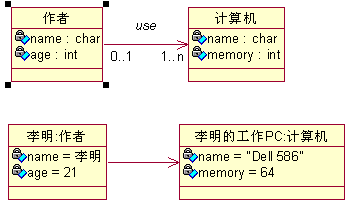 作者
name : char
age : int
use
0..1
1..n
计算机
name : char
memory : int
李明:作者
name = 李明
age = 21
李明的工作PC:计算机
name = "Dell 586"
memory = 64